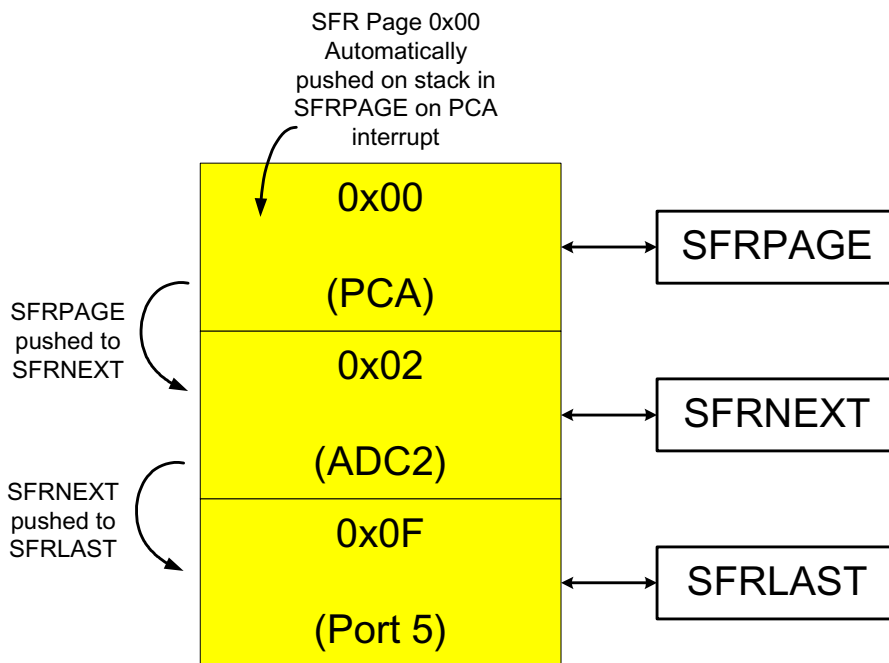 SFR Page 0x00
Automatically
pushed on stack in
SFRPAGE on PCA
interrupt
0x00
(PCA)
SFRPAGE
SFRPAGE
pushed to
SFRNEXT
0x02
(ADC2)
SFRNEXT
SFRNEXT
pushed to
SFRLAST
0x0F
(Port 5)
SFRLAST